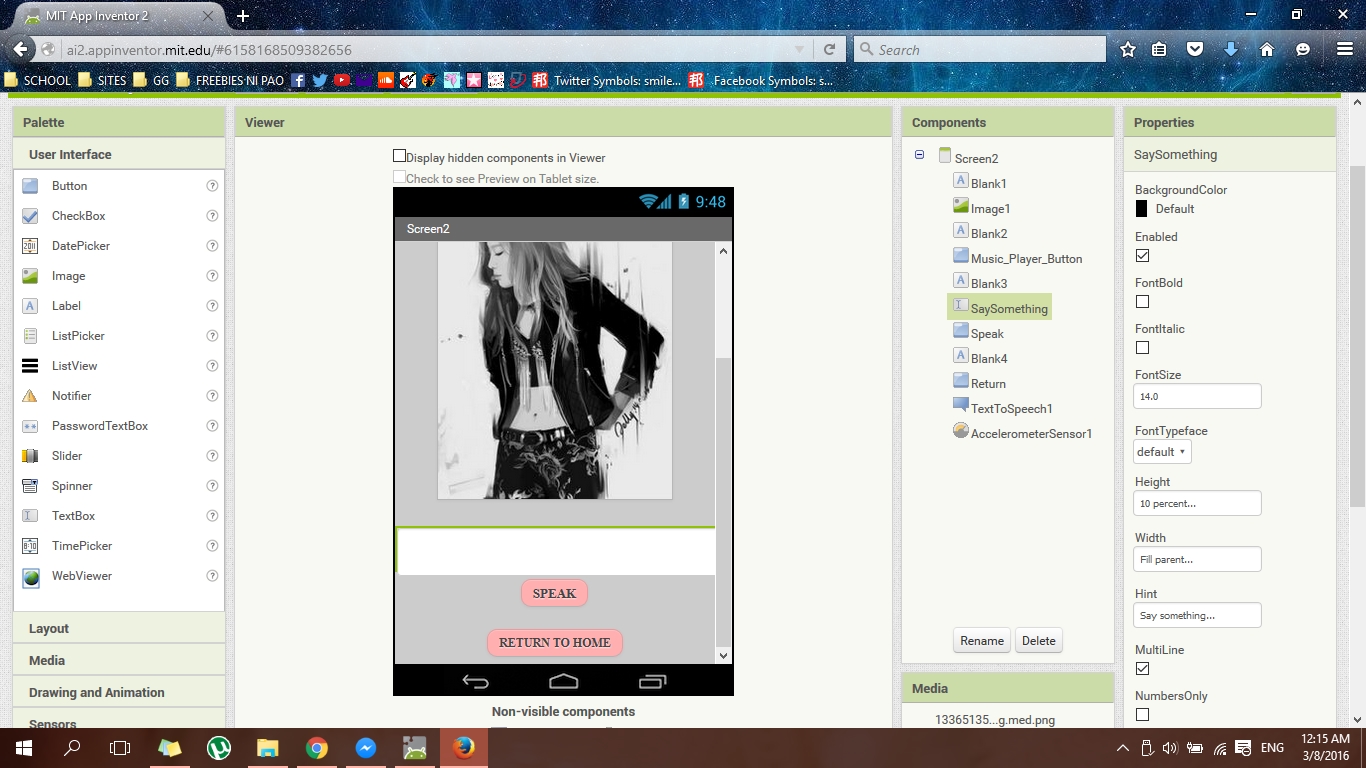 MIT App Inventor 2
ai2.appinventor.mit.edu/#6158168509382656
Search
SCHOOL SITES GG FREEBIES NI PAO Twitter Symbols: smile... Facebook Symbols: s...
Palette
User Interface
Button
CheckBox
DatePicker
Image
Label
ListPicker
ListView
Notifier
PasswordTextBox
Slider
Spinner
TextBox
TimePicker
WebViewer
Layout
Media
Drawing and Animation
Sensors
Viewer
Display hidden components in Viewer
Check to see Preview on Tablet size.
9:48
Screen2
SPEAK
RETURN TO HOME
Non-visible components
Components
Screen2
Blank1
Image1
Blank2
Music_Player_Button
Blank3
SaySomething
Speak
Blank4
Return
TextToSpeech1
AccelerometerSensor1
Rename Delete
Media
13365135...g.med.png
Properties
SaySomething
BackgroundColor
Default
Enabled
FontBold
FontItalic
FontSize
14.0
FontTypeface
default
Height
10 percent...
Width
Fill parent...
Hint
Say something...
MultiLine
NumbersOnly
ENG
12:15 AM
3/8/2016